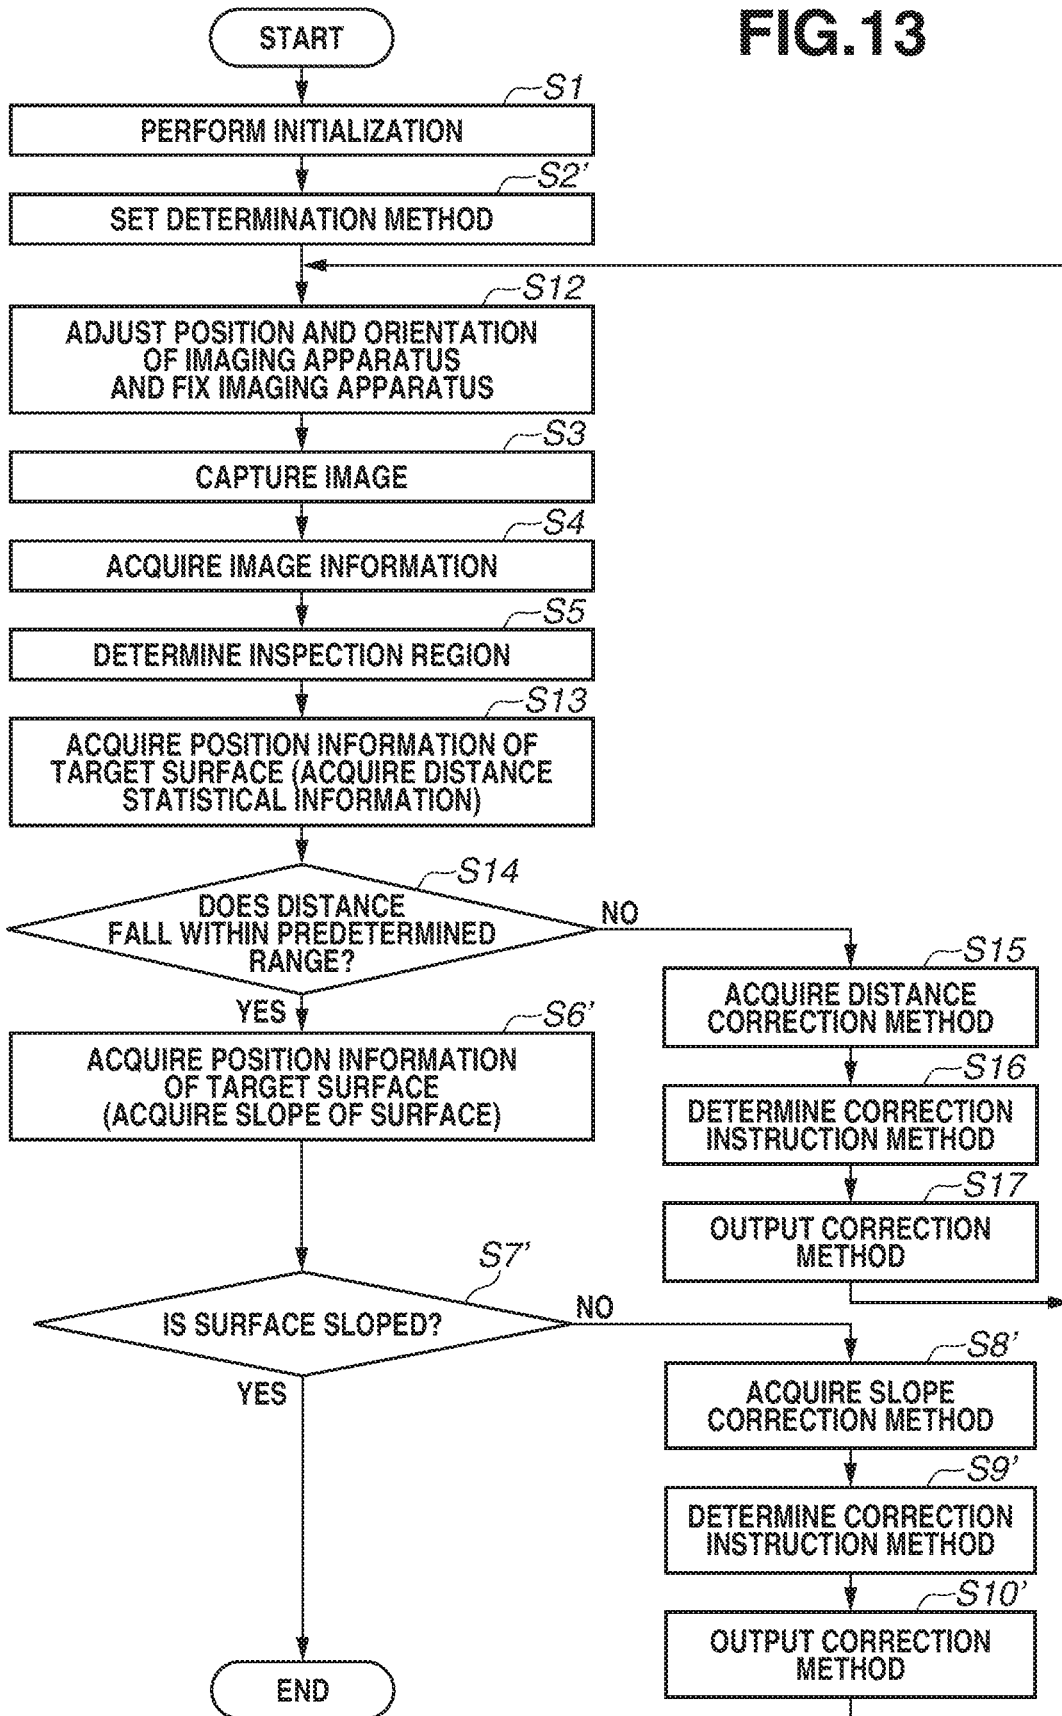 FIG.13
START
S1
PERFORM INITIALIZATION
S2'
SET DETERMINATION METHOD
S12
ADJUST POSITION AND ORIENTATION
OF IMAGING APPARATUS
AND FIX IMAGING APPARATUS
S3
CAPTURE IMAGE
S4
ACQUIRE IMAGE INFORMATION
S5
DETERMINE INSPECTION REGION
S13
ACQUIRE POSITION INFORMATION OF
TARGET SURFACE (ACQUIRE DISTANCE
STATISTICAL INFORMATION)
S14
DOES DISTANCE
FALL WITHIN PREDETERMINED
RANGE?
NO
YES
S15
ACQUIRE DISTANCE
CORRECTION METHOD
S16
DETERMINE CORRECTION
INSTRUCTION METHOD
S17
OUTPUT CORRECTION
METHOD
S6'
ACQUIRE POSITION INFORMATION
OF TARGET SURFACE
(ACQUIRE SLOPE OF SURFACE)
S7'
IS SURFACE SLOPED?
NO
YES
S8'
ACQUIRE SLOPE
CORRECTION METHOD
S9'
DETERMINE CORRECTION
INSTRUCTION METHOD
S10'
OUTPUT CORRECTION
METHOD
END